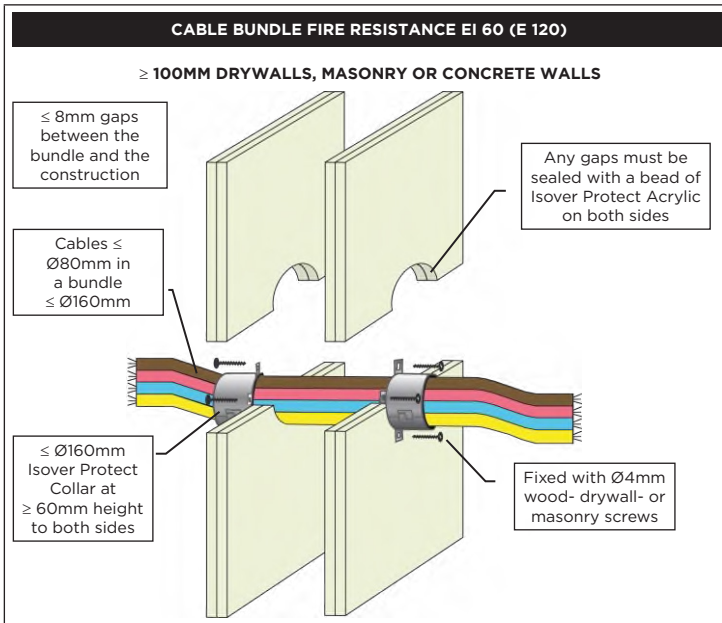 CABLE BUNDLE FIRE RESISTANCE EI 60 (E 120)
≥ 100MM DRYWALLS, MASONRY OR CONCRETE WALLS
≤ 8mm gaps
between the
bundle and the
construction
Any gaps must be
sealed with a bead of
Isover Protect Acrylic
on both sides
Cables ≤
Ø80mm in
a bundle
≤ Ø160mm
≤ Ø160mm
Isover Protect
Collar at
≥ 60mm height
to both sides
Fixed with Ø4mm
wood- drywall- or
masonry screws